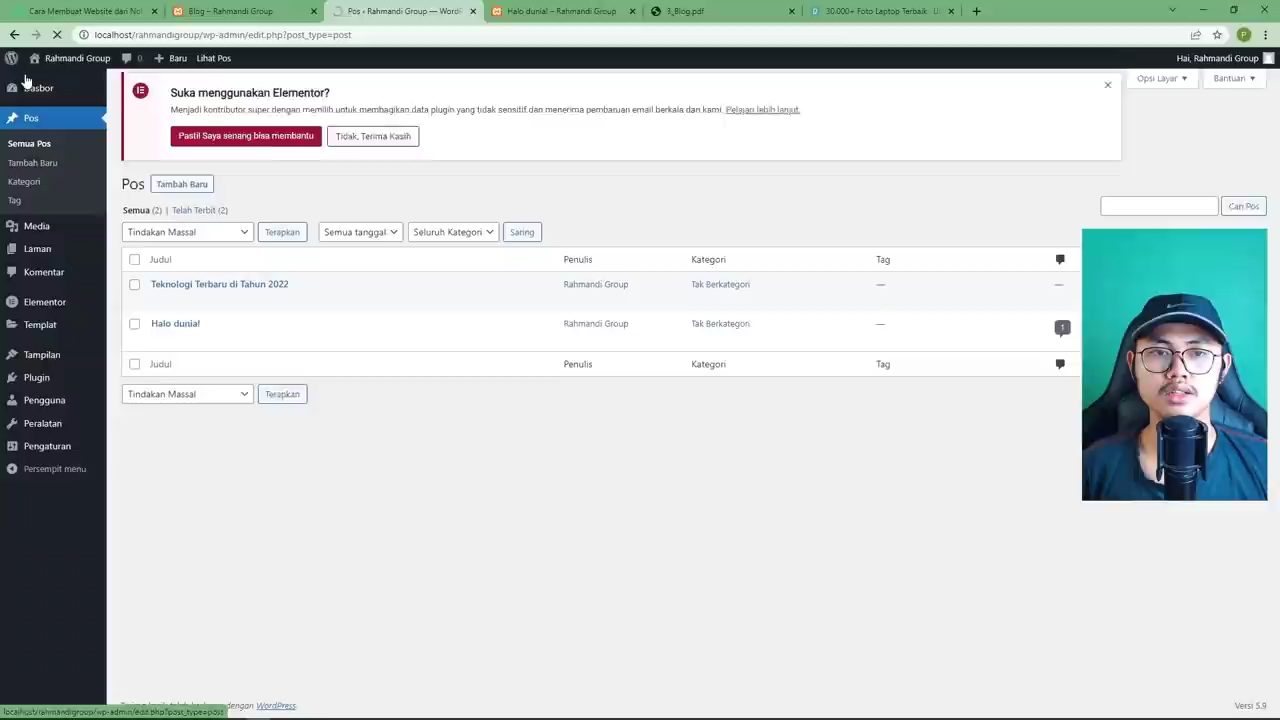 Cara Membuat Website dari Nol
Blog – Rahmandi Group
Pos ‹ Rahmandi Group — WordP
Halo dunia! – Rahmandi Group
3_Blog.pdf
30.000+ Foto Laptop Terbaik
localhost/rahmandigroup/wp-admin/edit.php?post_type=post
P
Rahmandi Group
0
Baru
Lihat Pos
Hai, Rahmandi Group
Dasbor
Pos
Semua Pos
Tambah Baru
Kategori
Tag
Media
Laman
Komentar
Elementor
Templat
Tampilan
Plugin
Pengguna
Peralatan
Pengaturan
Persempit menu
Opsi Layar
Bantuan
Suka menggunakan Elementor?
Menjadi kontributor super dengan memilih untuk membagikan data plugin yang tidak sensitif dan menerima pembaruan email berkala dari kami. Pelajari lebih lanjut.
Pasti! Saya senang bisa membantu
Tidak, Terima Kasih
Pos
Tambah Baru
Semua (2) | Telah Terbit (2)
Cari Pos
Tindakan Massal
Terapkan
Semua tanggal
Seluruh Kategori
Saring
Judul Penulis Kategori Tag
Teknologi Terbaru di Tahun 2022 Rahmandi Group Tak Berkategori — —
Halo dunia! Rahmandi Group Tak Berkategori — 1
Judul Penulis Kategori Tag
Tindakan Massal
Terapkan
dengan WordPress.
Versi 5.9
localhost/rahmandigroup/wp-admin/edit.php?post_type=post